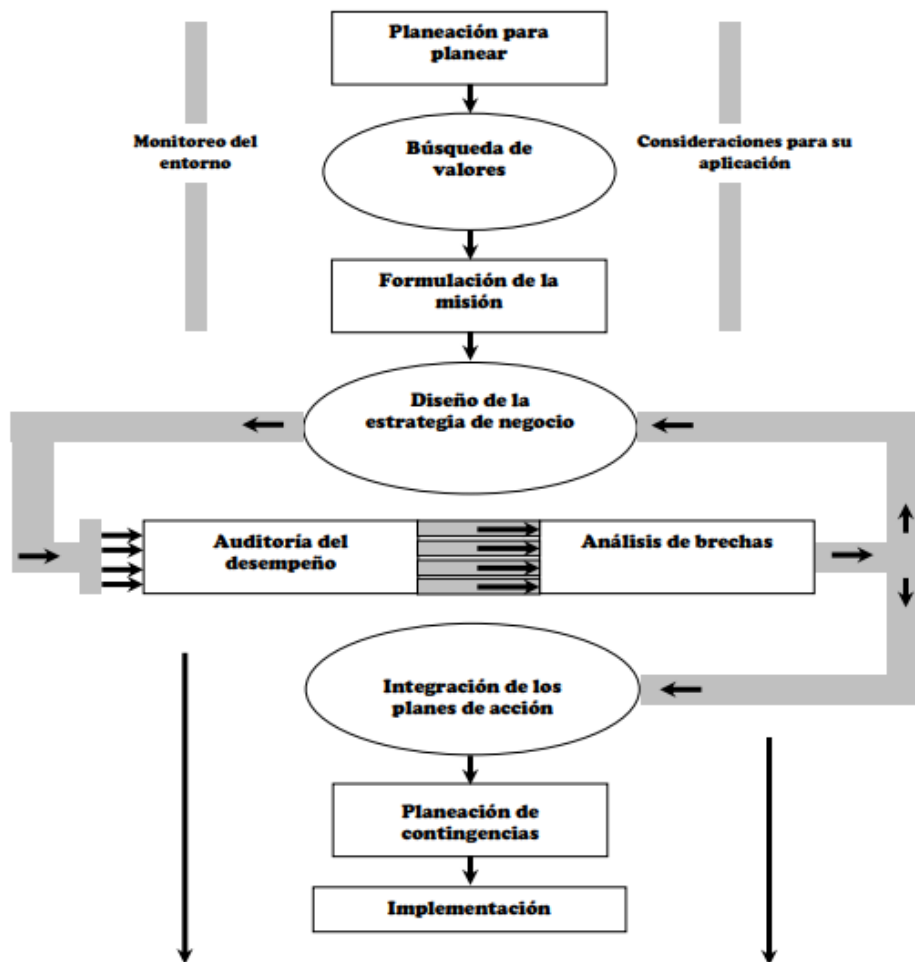 Planeación para
planear
Monitoreo del
entorno
Búsqueda de
valores
Consideraciones para su
aplicación
Formulación de la
misión
Diseño de la
estrategia de negocio
Auditoría del
desempeño
Análisis de brechas
Integración de los
planes de acción
Planeación de
contingencias
Implementación